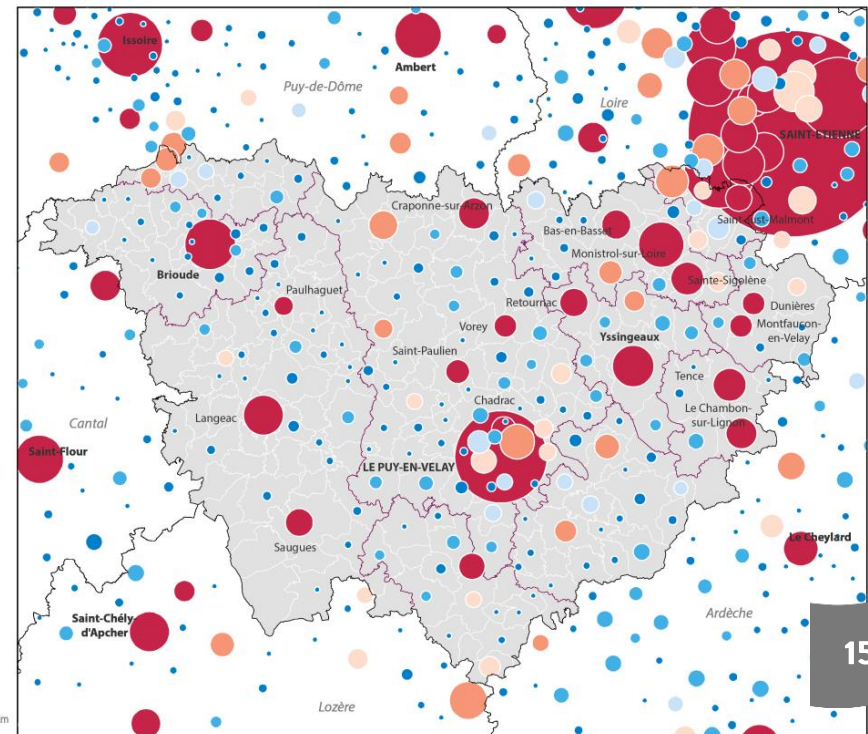 Issoire
Ambert
Puy-de-Dôme
Loire
SAINT-ETIENNE
Craponne-sur-Arzon
Saint-Just-Malmont
Bas-en-Basset
Monistrol-sur-Loire
Brioude
Sainte-Sigolène
Paulhaguet
Retournac
Dunières
Vorey
Montfaucon-
en-Velay
Yssingeaux
Saint-Paulien
Tence
Chadrac
Langeac
Le Chambon-
sur-Lignon
Cantal
Saint-Flour
LE PUY-EN-VELAY
Saugues
Le Cheylard
Saint-Chély-
d'Apcher
Ardèche
15
Lozère
m